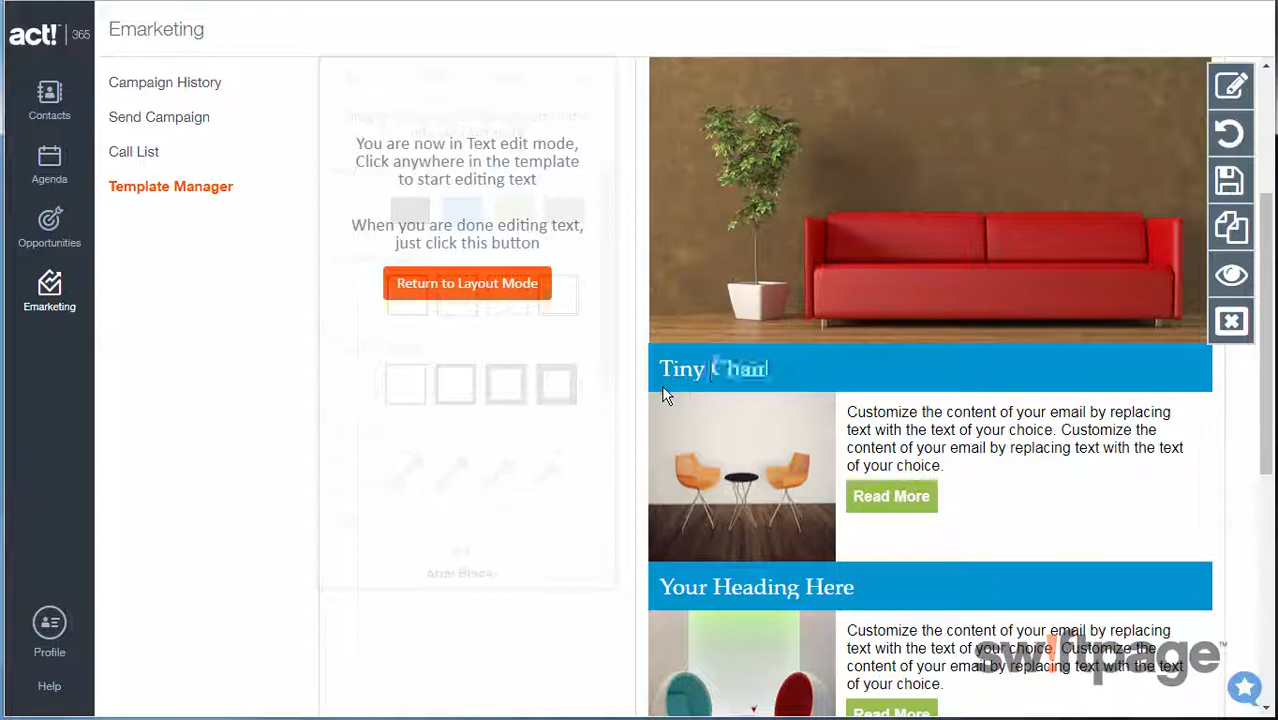 act! 365
Emarketing
Contacts
Agenda
Opportunities
Emarketing
Profile
Help
Campaign History
Send Campaign
Call List
Template Manager
You are now in Text edit mode,
Click anywhere in the template
to start editing text
When you are done editing text,
just click this button
Return to Layout Mode
Tiny Chair
Customize the content of your email by replacing
text with the text of your choice. Customize the
content of your email by replacing text with the text
of your choice.
Read More
Your Heading Here
Customize the content of your email by replacing
text with the text of your choice. Customize the
content of your email by replacing text with the text
of your choice.
Read More
swiftpage